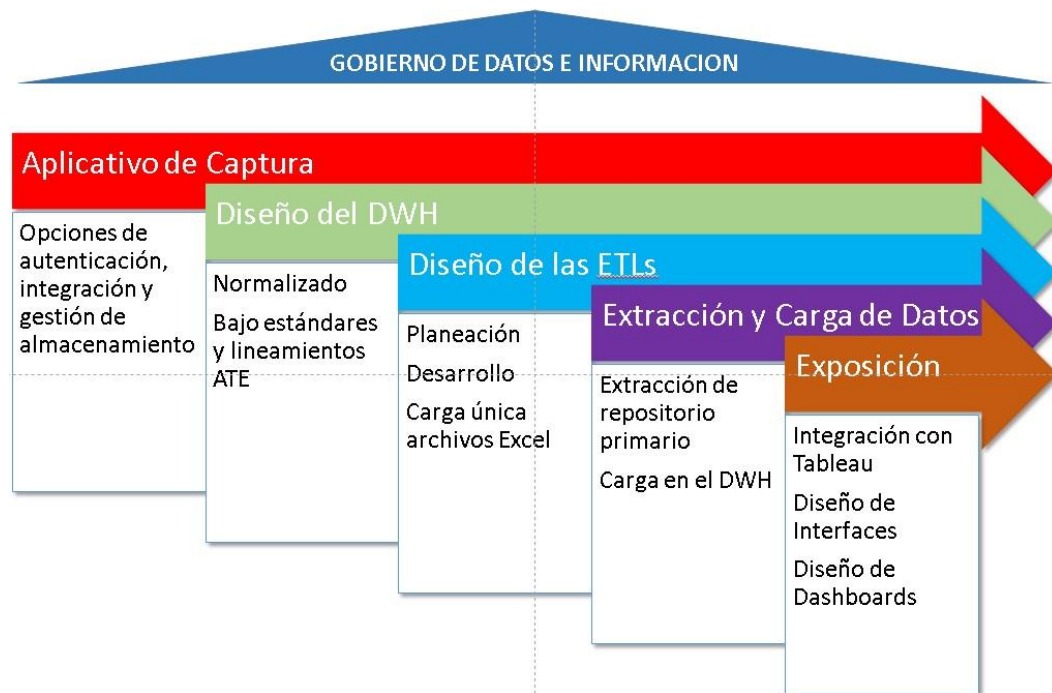 GOBIERNO DE DATOS E INFORMACION
Aplicativo de Captura
Opciones de
autenticación,
integración y
gestión de
almacenamiento
Diseño del DWH
Normalizado
Bajo estándares
y lineamientos
ATE
Diseño de las ETLs
Planeación
Desarrollo
Carga única
archivos Excel
Extracción y Carga de Datos
Extracción de
repositorio
primario
Carga en el DWH
Exposición
Integración con
Tableau
Diseño de
Interfaces
Diseño de
Dashboards